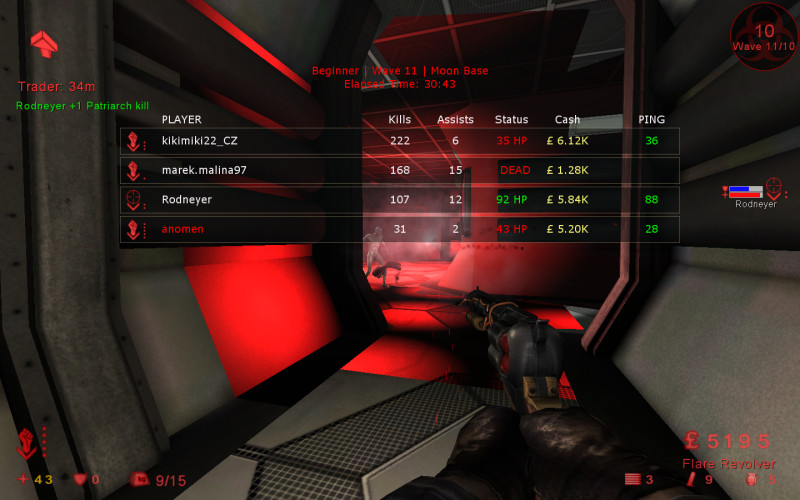 10
Wave 11/10
Trader: 34m
Rodneyer +1 Patriarch kill
Beginner | Wave 11 | Moon Base
Elapsed Time: 30:43
PLAYER Kills Assists Status Cash PING
kikimiki22_CZ 222 6 35 HP £ 6.12K 36
marek.malina97 168 15 DEAD £ 1.28K
Rodneyer 107 12 92 HP £ 5.84K 88
anomen 31 2 43 HP £ 5.20K 28
Rodneyer
£ 5195
Flare Revolver
43 0 9/15 3 9 5